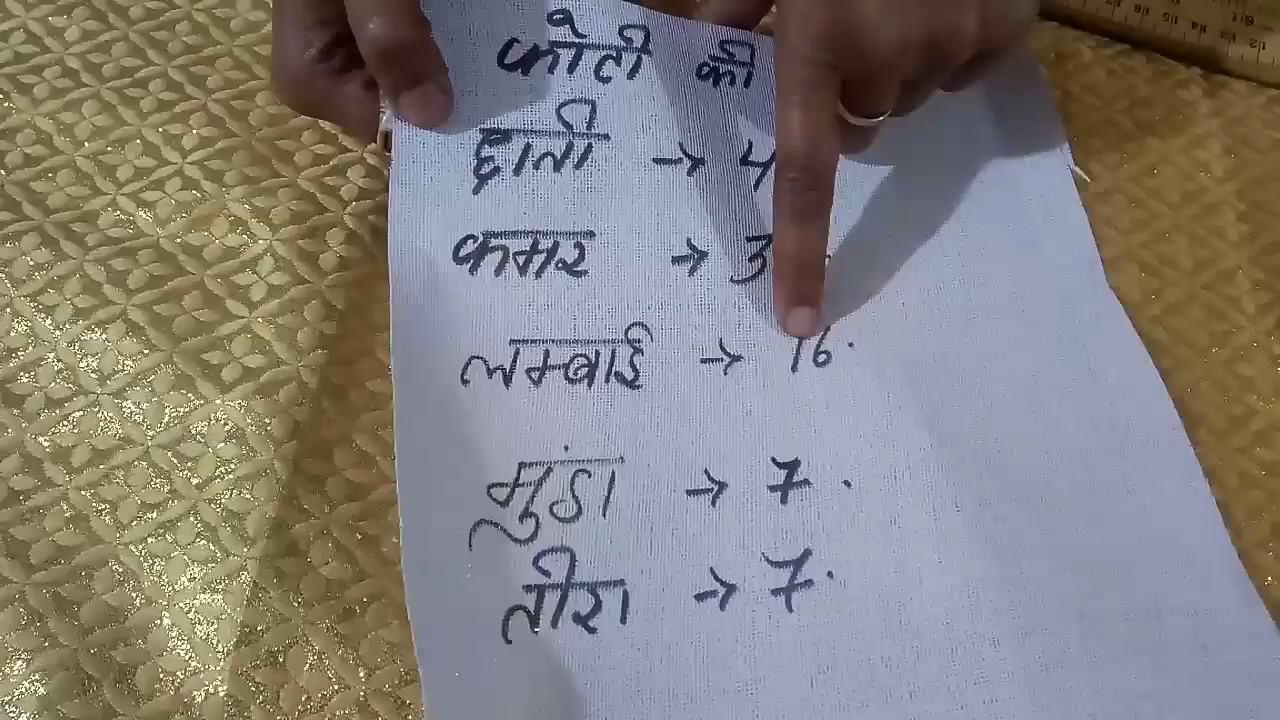 कोटी की
छाती → 4
कमर → 3
लम्बाई → 16.
मुंडा → 7.
तीरा → 7.